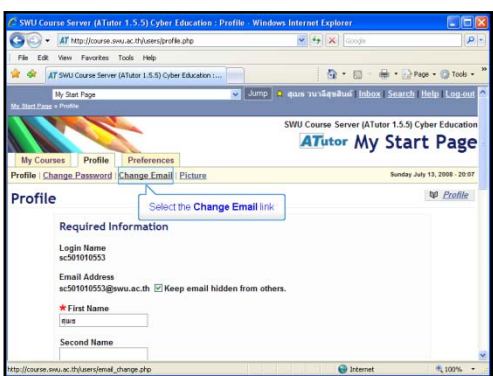 SWU Course Server (ATutor 1.5.5) Cyber Education : Profile - Windows Internet Explorer
http://course.swu.ac.th/users/profile.php
Google
File Edit View Favorites Tools Help
SWU Course Server (ATutor 1.5.5) Cyber Education :...
Page Tools
My Start Page Jump Inbox | Search | Help | Log-out
My Start Page » Profile
SWU Course Server (ATutor 1.5.5) Cyber Education
ATutor My Start Page
My Courses Profile Preferences
Profile | Change Password | Change Email | Picture
Sunday July 13, 2008 - 20:07
Profile
Profile
Select the Change Email link
Required Information
Login Name
sc501010553
Email Address
sc501010553@swu.ac.th Keep email hidden from others.
*First Name
Second Name
http://course.swu.ac.th/users/email_change.php
Internet
100%